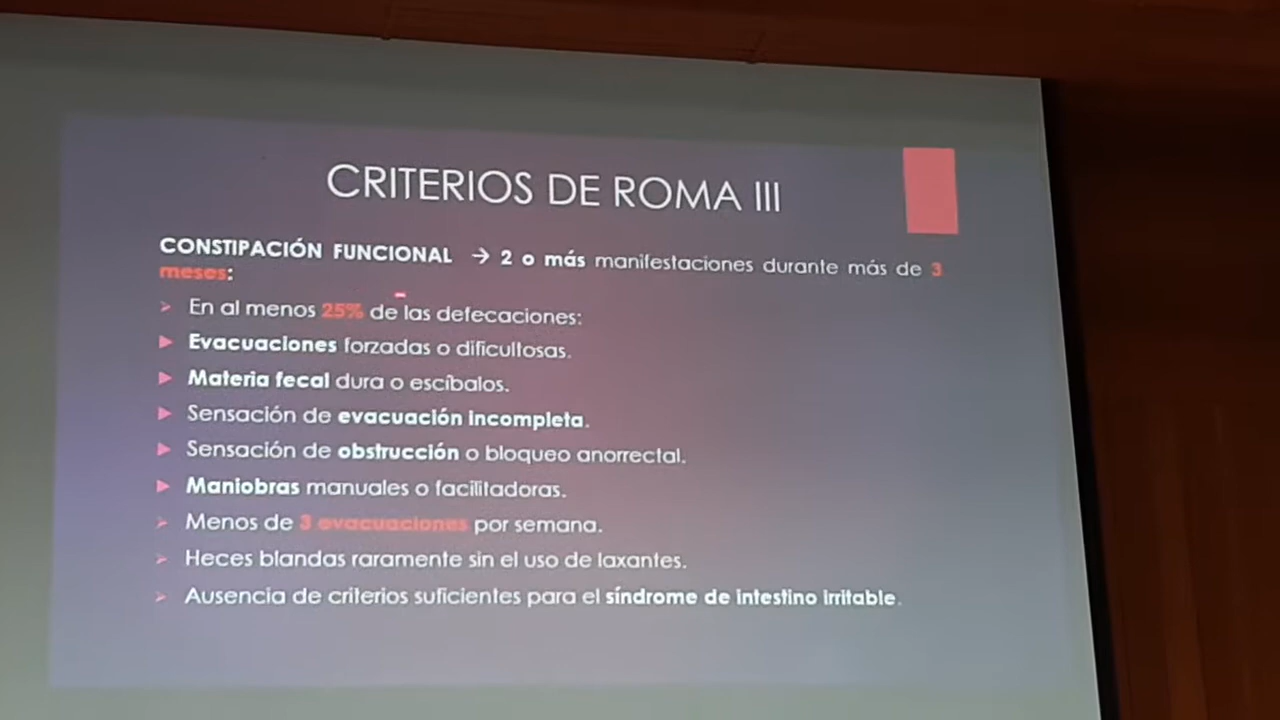 CRITERIOS DE ROMA III
CONSTIPACIÓN FUNCIONAL → 2 o más manifestaciones durante más de 3
meses:
En al menos 25% de las defecaciones:
Evacuaciones forzadas o dificultosas.
Materia fecal dura o escíbalos.
Sensación de evacuación incompleta.
Sensación de obstrucción o bloqueo anorrectal.
Maniobras manuales o facilitadoras.
Menos de 3 evacuaciones por semana.
Heces blandas raramente sin el uso de laxantes.
Ausencia de criterios suficientes para el síndrome de intestino irritable.